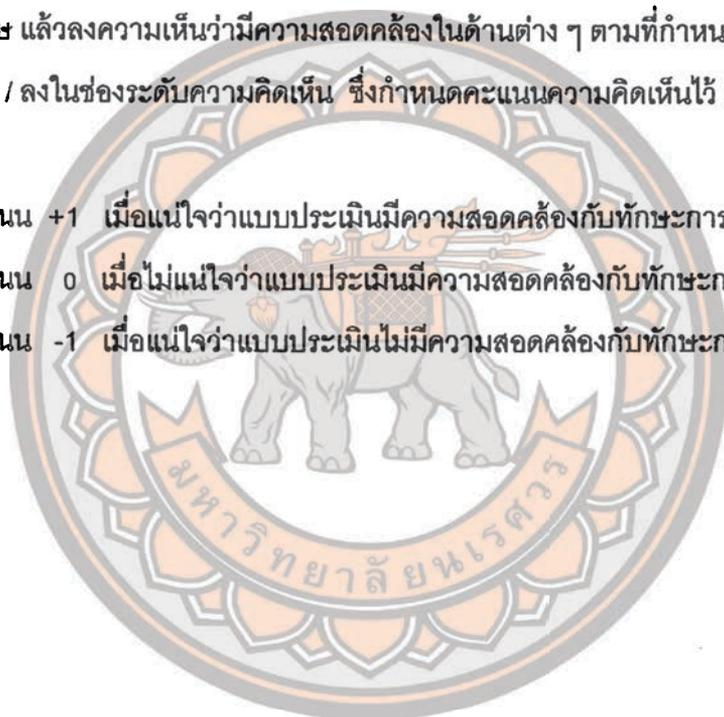 แล้วลงความเห็นว่ามีความสอดคล้องในด้านต่าง ๆ ตามที่กำหน
/ ลงในช่องระดับความคิดเห็น ซึ่งกำหนดคะแนนความคิดเห็นไว้
นน +1 เมื่อแน่ใจว่าแบบประเมินมีความสอดคล้องกับทักษะการ
นน 0 เมื่อไม่แน่ใจว่าแบบประเมินมีความสอดคล้องกับทักษะก
นน -1 เมื่อแน่ใจว่าแบบประเมินไม่มีความสอดคล้องกับทักษะก
มหาวิทยาลัยนเรศวร